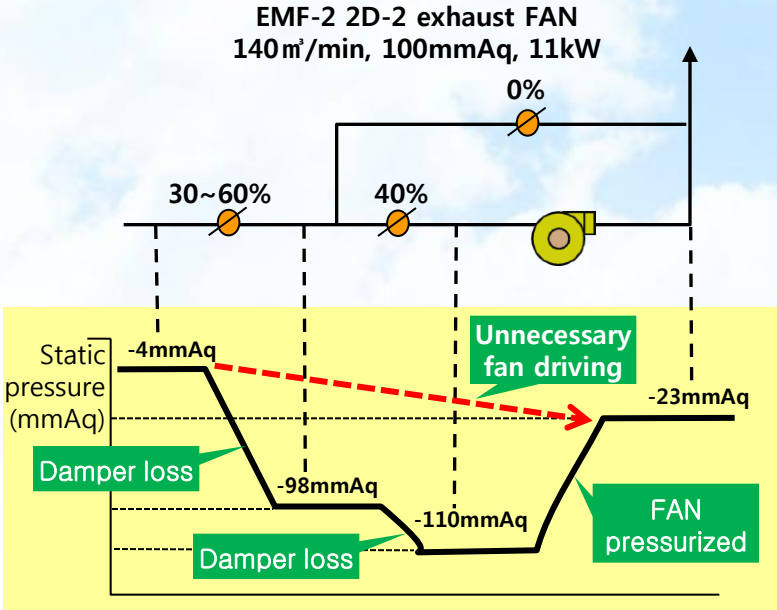 EMF-2 2D-2 exhaust FAN
140㎥/min, 100mmAq, 11kW
0%
30~60%
40%
Static
pressure
(mmAq)
-4mmAq
Unnecessary
fan driving
-23mmAq
Damper loss
-98mmAq
-110mmAq
Damper loss
FAN
pressurized